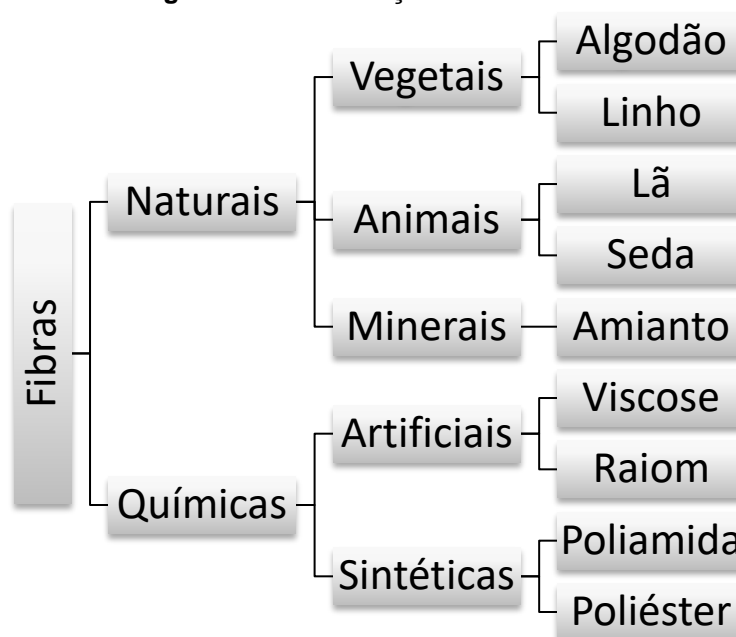 Fibras
Naturais
Vegetais
Algodão
Linho
Animais
Lã
Seda
Minerais
Amianto
Químicas
Artificiais
Viscose
Raiom
Sintéticas
Poliamida
Poliéster